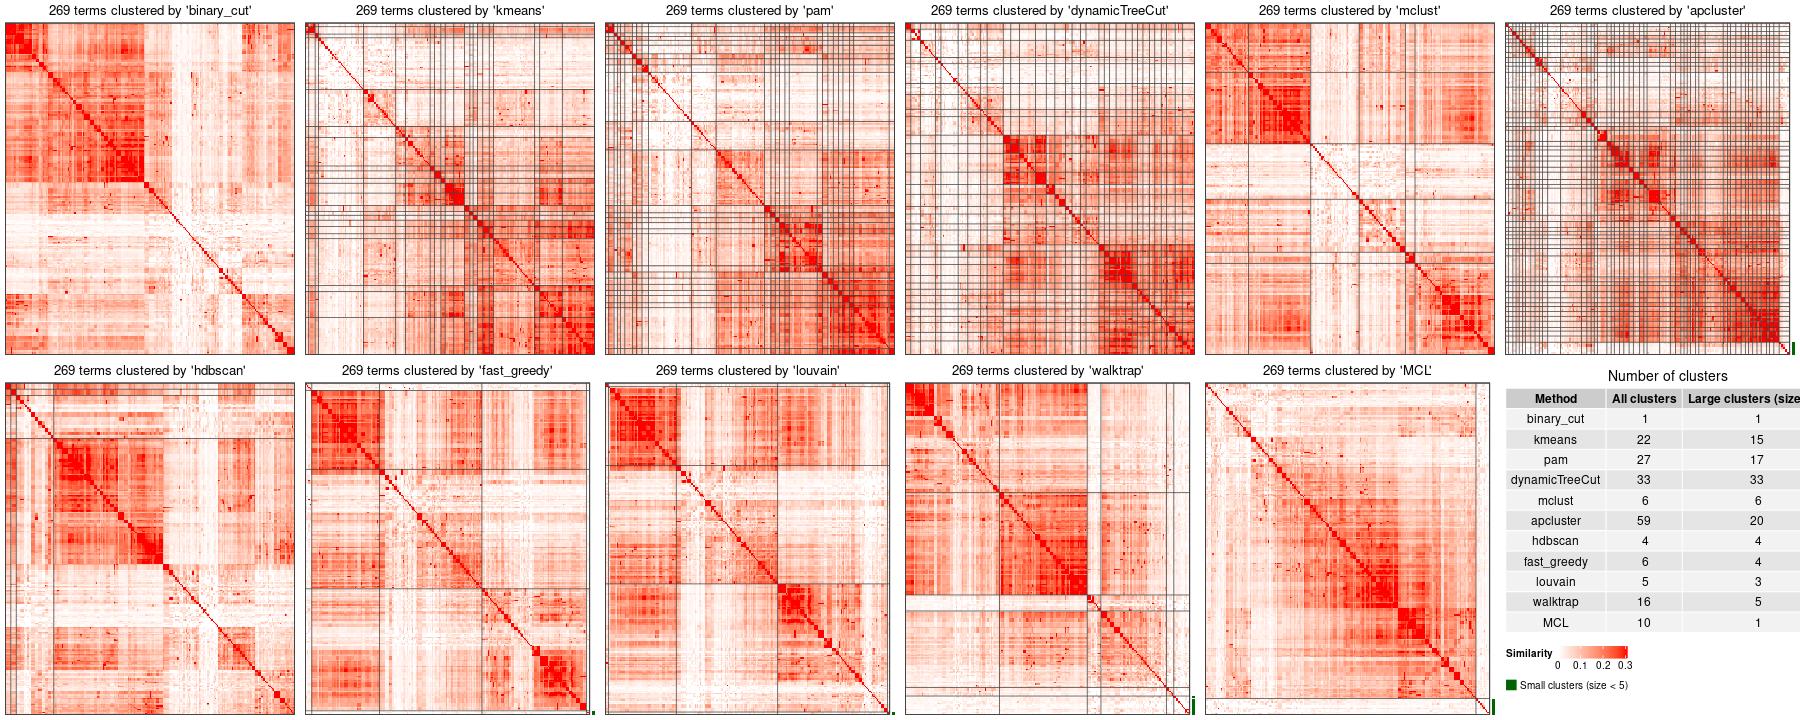 269 terms clustered by 'binary_cut'
269 terms clustered by 'kmeans'
269 terms clustered by 'pam'
269 terms clustered by 'dynamicTreeCut'
269 terms clustered by 'mclust'
269 terms clustered by 'apcluster'
269 terms clustered by 'hdbscan'
269 terms clustered by 'fast_greedy'
269 terms clustered by 'louvain'
269 terms clustered by 'walktrap'
269 terms clustered by 'MCL'
Number of clusters
Method All clusters Large clusters (size
binary_cut 1 1
kmeans 22 15
pam 27 17
dynamicTreeCut 33 33
mclust 6 6
apcluster 59 20
hdbscan 4 4
fast_greedy 6 4
louvain 5 3
walktrap 16 5
MCL 10 1
Similarity
0 0.1 0.2 0.3
Small clusters (size < 5)